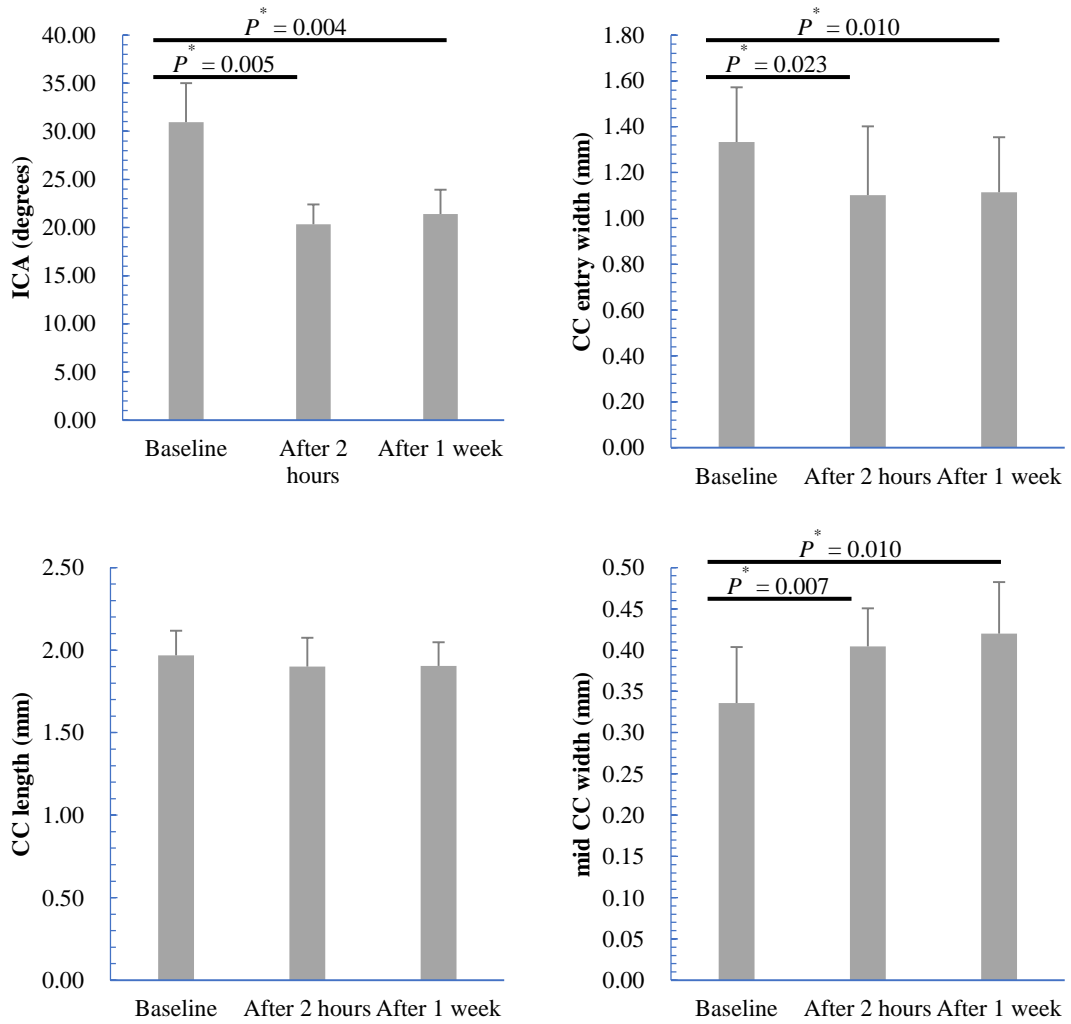 P* = 0.004
P* = 0.005
40.00
35.00
30.00
25.00
20.00
15.00
10.00
5.00
0.00
ICA (degrees)
Baseline
After 2
hours
After 1 week
P* = 0.010
P* = 0.023
1.80
1.60
1.40
1.20
1.00
0.80
0.60
0.40
0.20
0.00
CC entry width (mm)
Baseline
After 2 hours
After 1 week
2.50
2.00
1.50
1.00
0.50
0.00
CC length (mm)
Baseline
After 2 hours
After 1 week
P* = 0.010
P* = 0.007
0.50
0.45
0.40
0.35
0.30
0.25
0.20
0.15
0.10
0.05
0.00
mid CC width (mm)
Baseline
After 2 hours
After 1 week